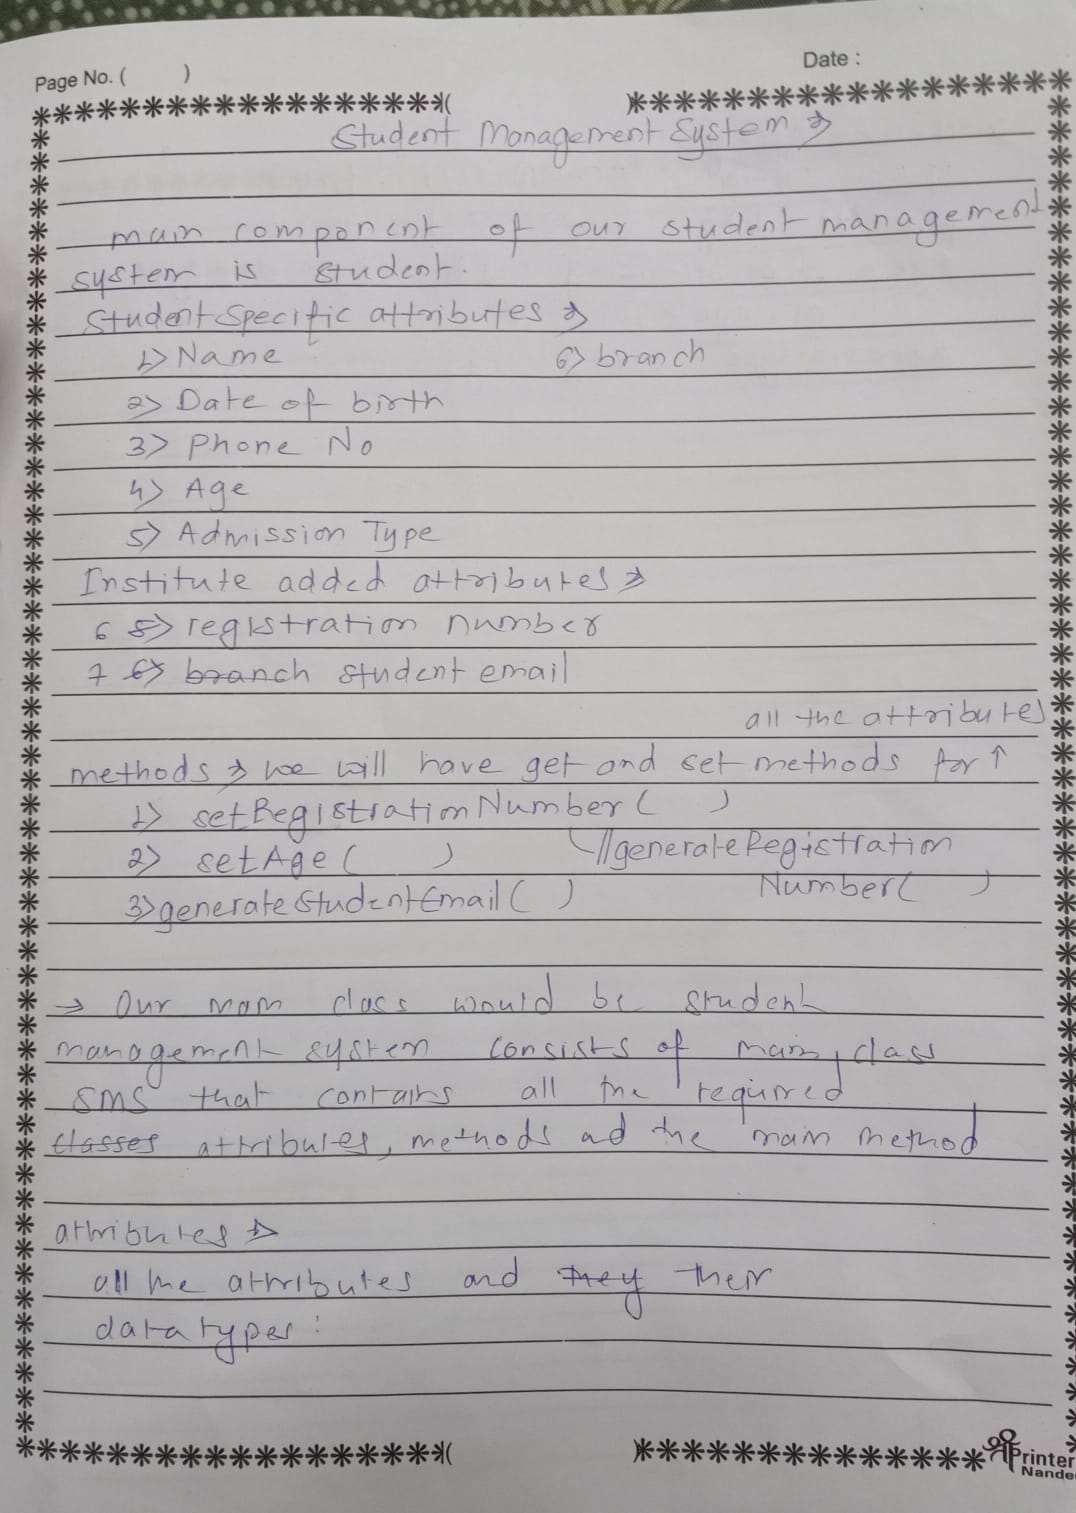 Page No. ( )
Date :
Student Management System ⇒
main component of our student management
system is student.
Student Specific attributes ⇒
1> Name 6> branch
2> Date of birth
3> Phone No
4> Age
5> Admission Type
Institute added attributes ⇒
6 5> registration number
7 6> branch student email
all the attributes
methods ⇒ we will have get and set methods for ↑
1> setRegistrationNumber ( )
2> setAge ( ) //generateRegistration
Number( )
3> generateStudentEmail ( )
→ Our main class would be student
management system consists of main class
SMS that contains all the required
classes attributes, methods ad the main method
attributes ⇒
all the attributes and they their
datatypes :
Printer
Nande